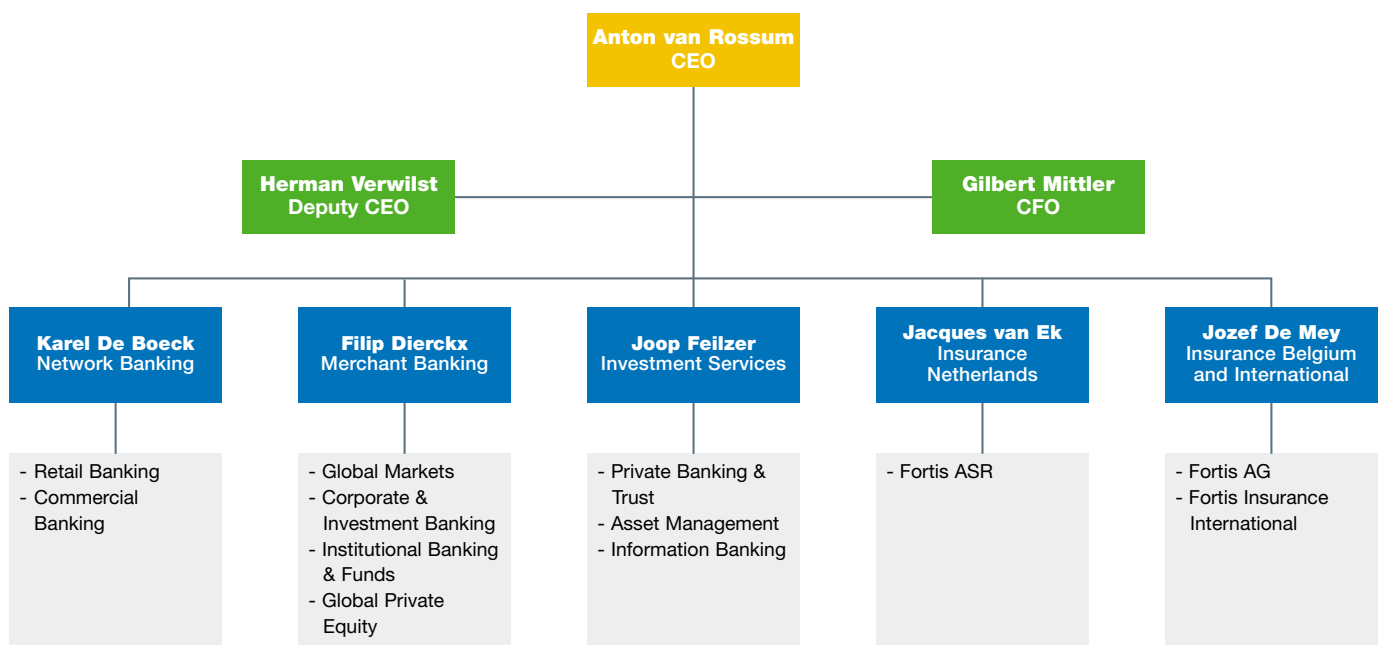 Anton van Rossum
CEO
Herman Verwilst
Deputy CEO
Gilbert Mittler
CFO
Karel De Boeck
Network Banking
Filip Dierckx
Merchant Banking
Joop Feilzer
Investment Services
Jacques van Ek
Insurance
Netherlands
Jozef De Mey
Insurance Belgium
and International
- Retail Banking
- Commercial
Banking
- Global Markets
- Corporate &
Investment Banking
- Institutional Banking
& Funds
- Global Private
Equity
- Private Banking &
Trust
- Asset Management
- Information Banking
- Fortis ASR
- Fortis AG
- Fortis Insurance
International